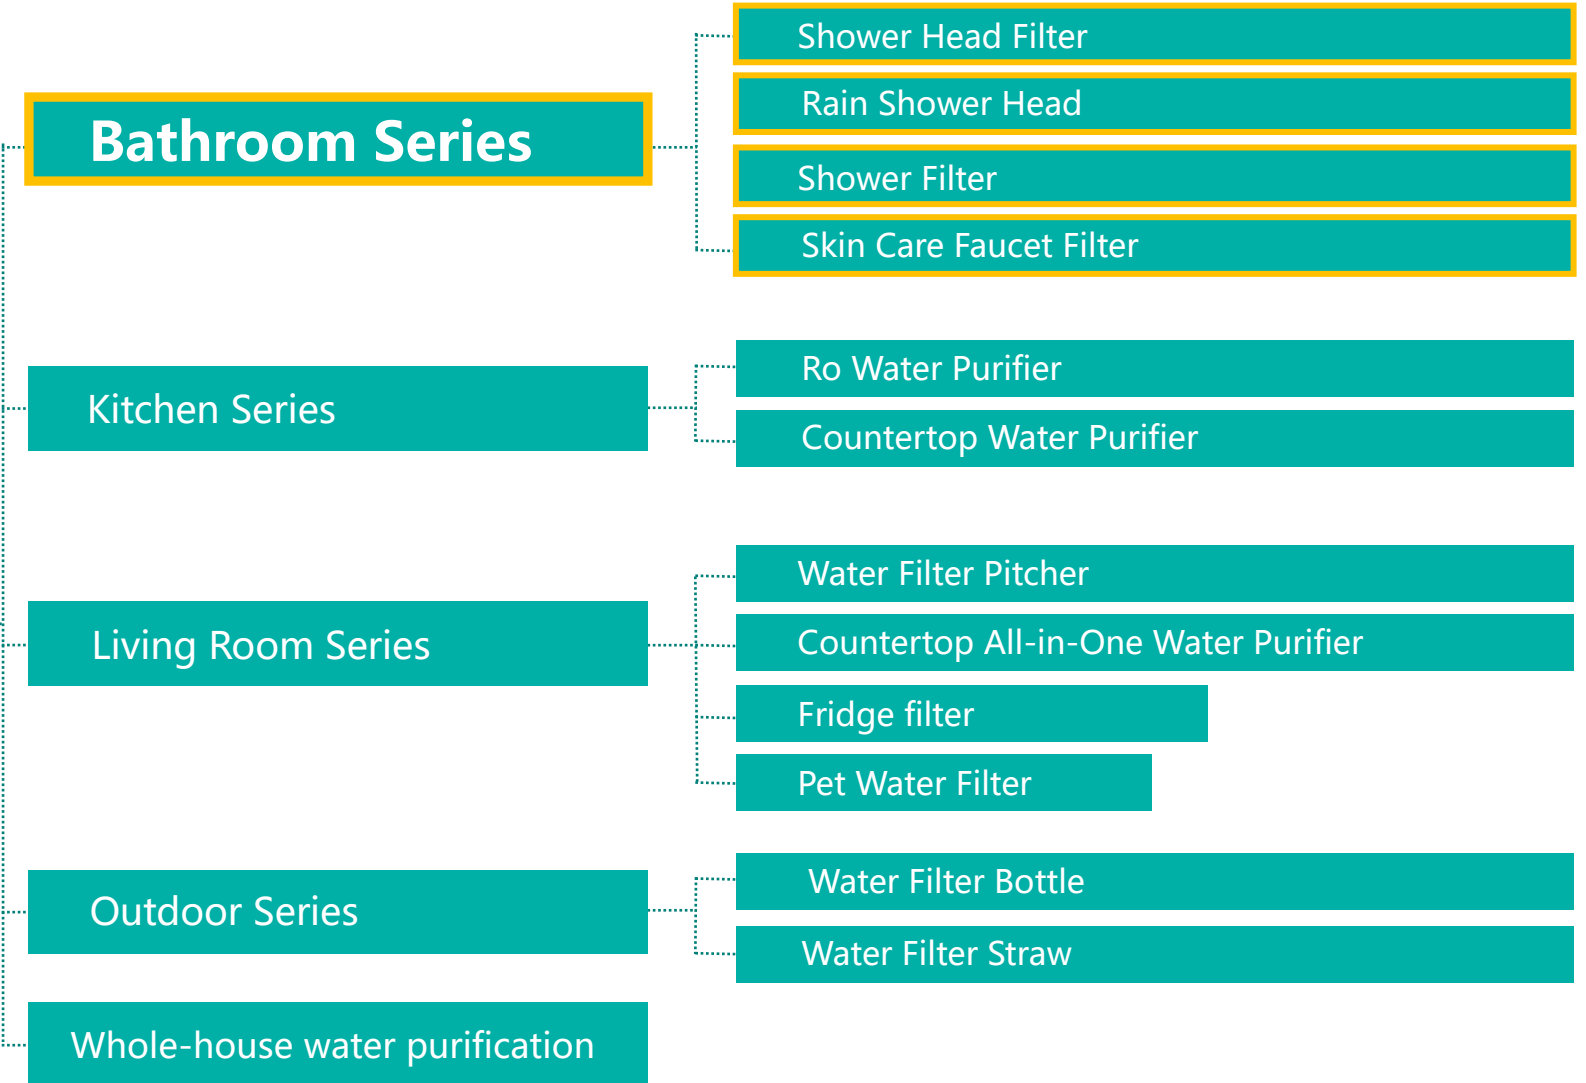 Bathroom Series
Shower Head Filter
Rain Shower Head
Shower Filter
Skin Care Faucet Filter
Kitchen Series
Ro Water Purifier
Countertop Water Purifier
Living Room Series
Water Filter Pitcher
Countertop All-in-One Water Purifier
Fridge filter
Pet Water Filter
Outdoor Series
Water Filter Bottle
Water Filter Straw
Whole-house water purification